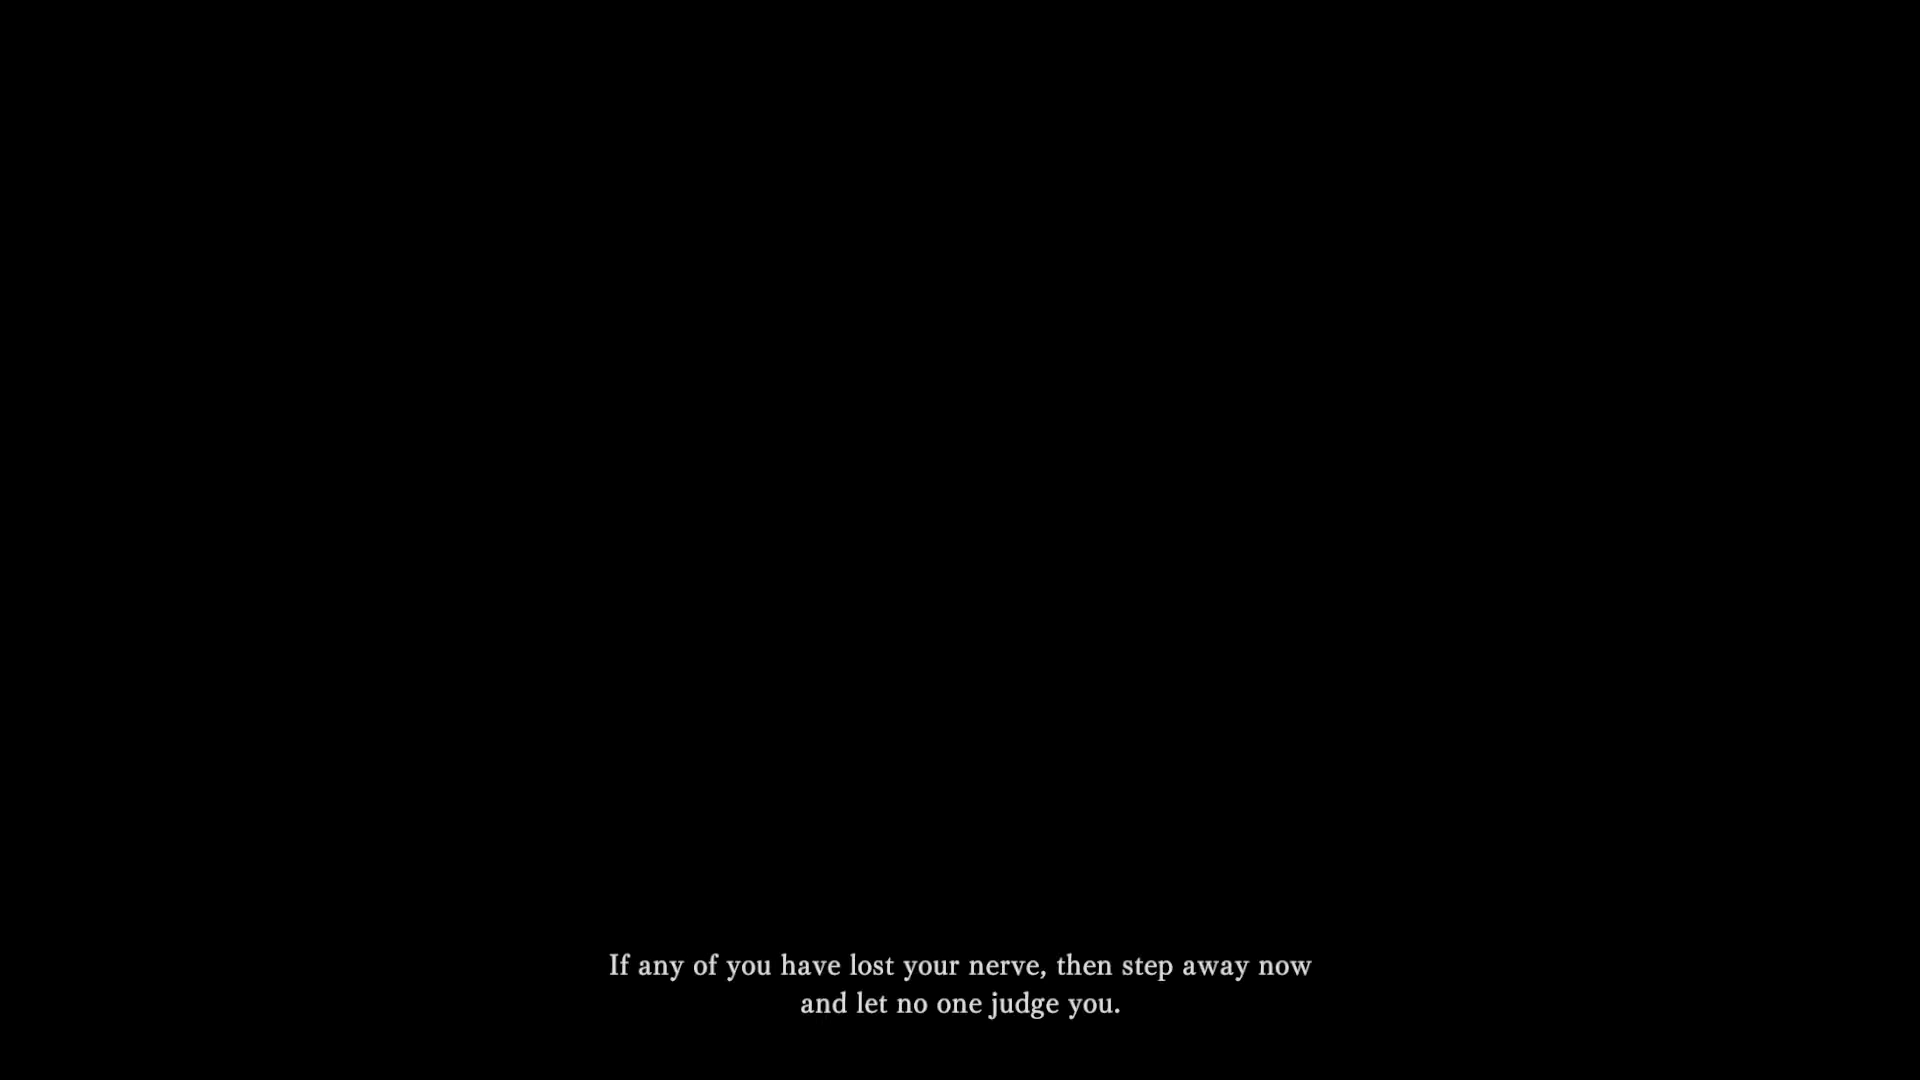 If any of you have lost your nerve, then step away now
and let no one judge you.